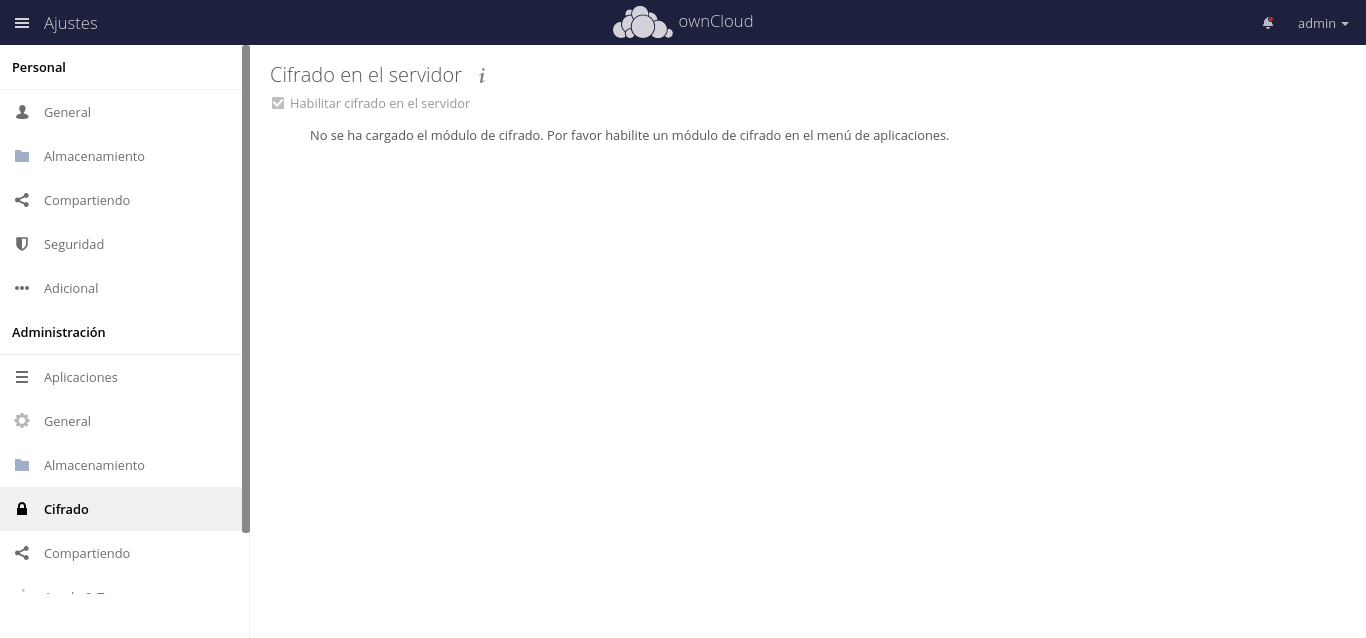 Ajustes
ownCloud
admin
Personal
General
Almacenamiento
Compartiendo
Seguridad
Adicional
Administración
Aplicaciones
General
Almacenamiento
Cifrado
Compartiendo
Cifrado en el servidor i
Habilitar cifrado en el servidor
No se ha cargado el módulo de cifrado. Por favor habilite un módulo de cifrado en el menú de aplicaciones.